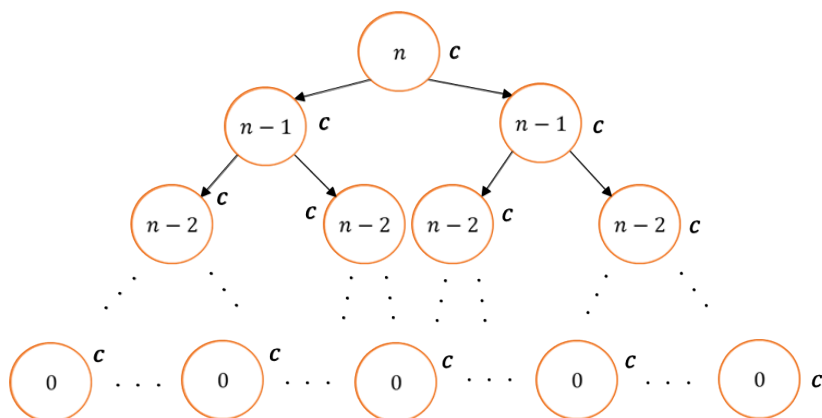 n c
n − 1 c n − 1 c
n − 2 c c n − 2 n − 2 c n − 2 c
0 c . . . 0 c . . . 0 c . . . 0 c . . . 0 c